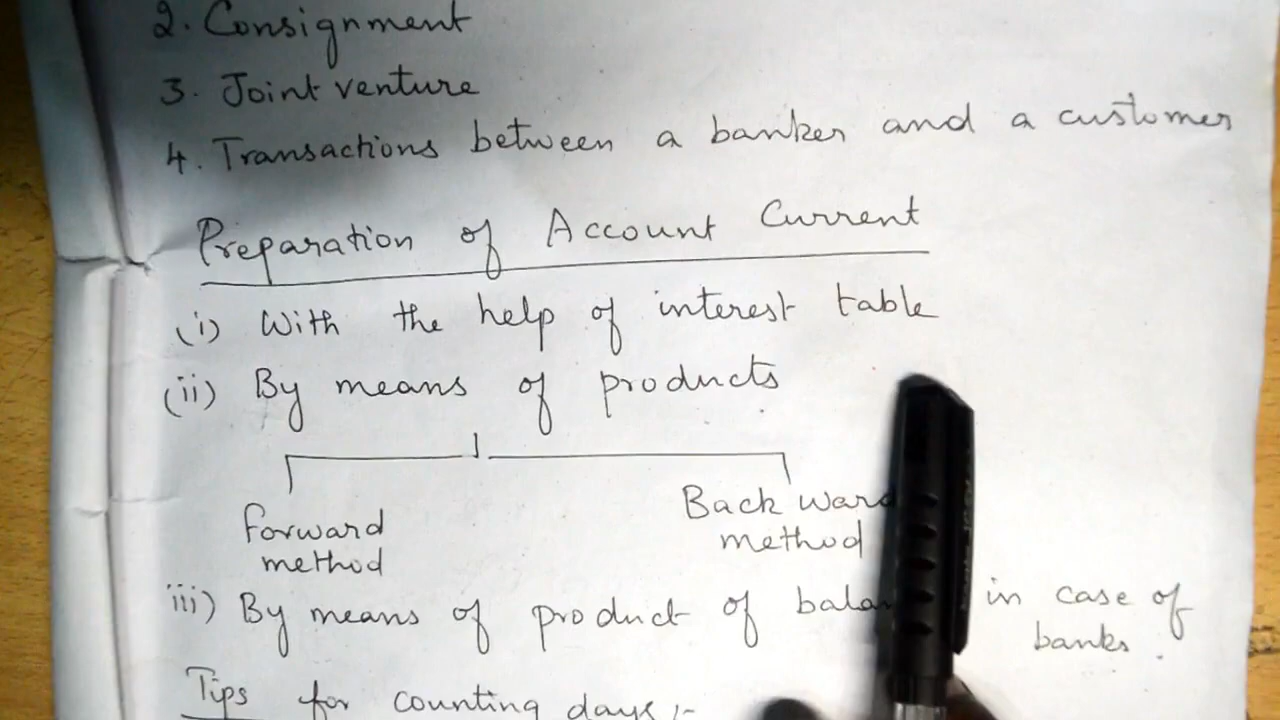 2. Consignment
3. Joint venture
4. Transactions between a banker and a customer
Preparation of Account Current
(i) With the help of interest table
(ii) By means of products
Forward method
Back ward method
iii) By means of product of in case of banks.
Tips for counting days :-